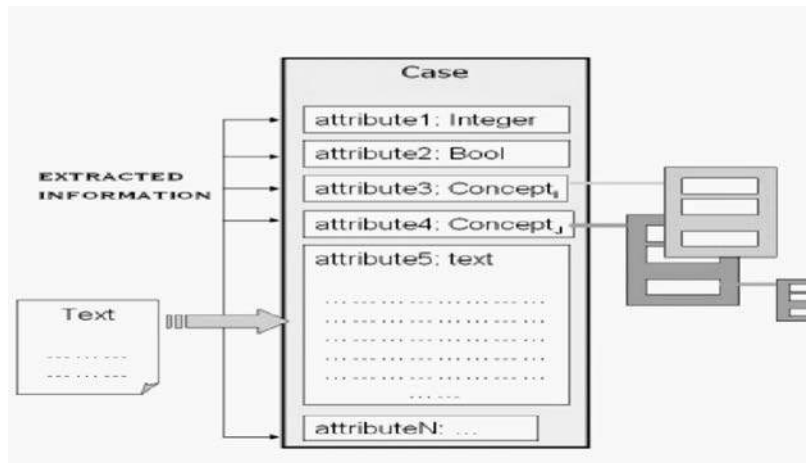 Case
attribute1: Integer
attribute2: Bool
EXTRACTED
INFORMATION
attribute3: Concept i
attribute4: Concept J
attribute5: text
... ... ... ... ... ... ... ...
... ... ... ... ... ... ... ...
... ... ... ... ... ... ... ...
... ... ... ... ... ... ... ...
... ... ... ... ... ... ... ...
... ...
Text
... ... ...
... ... ...
attributeN: ...